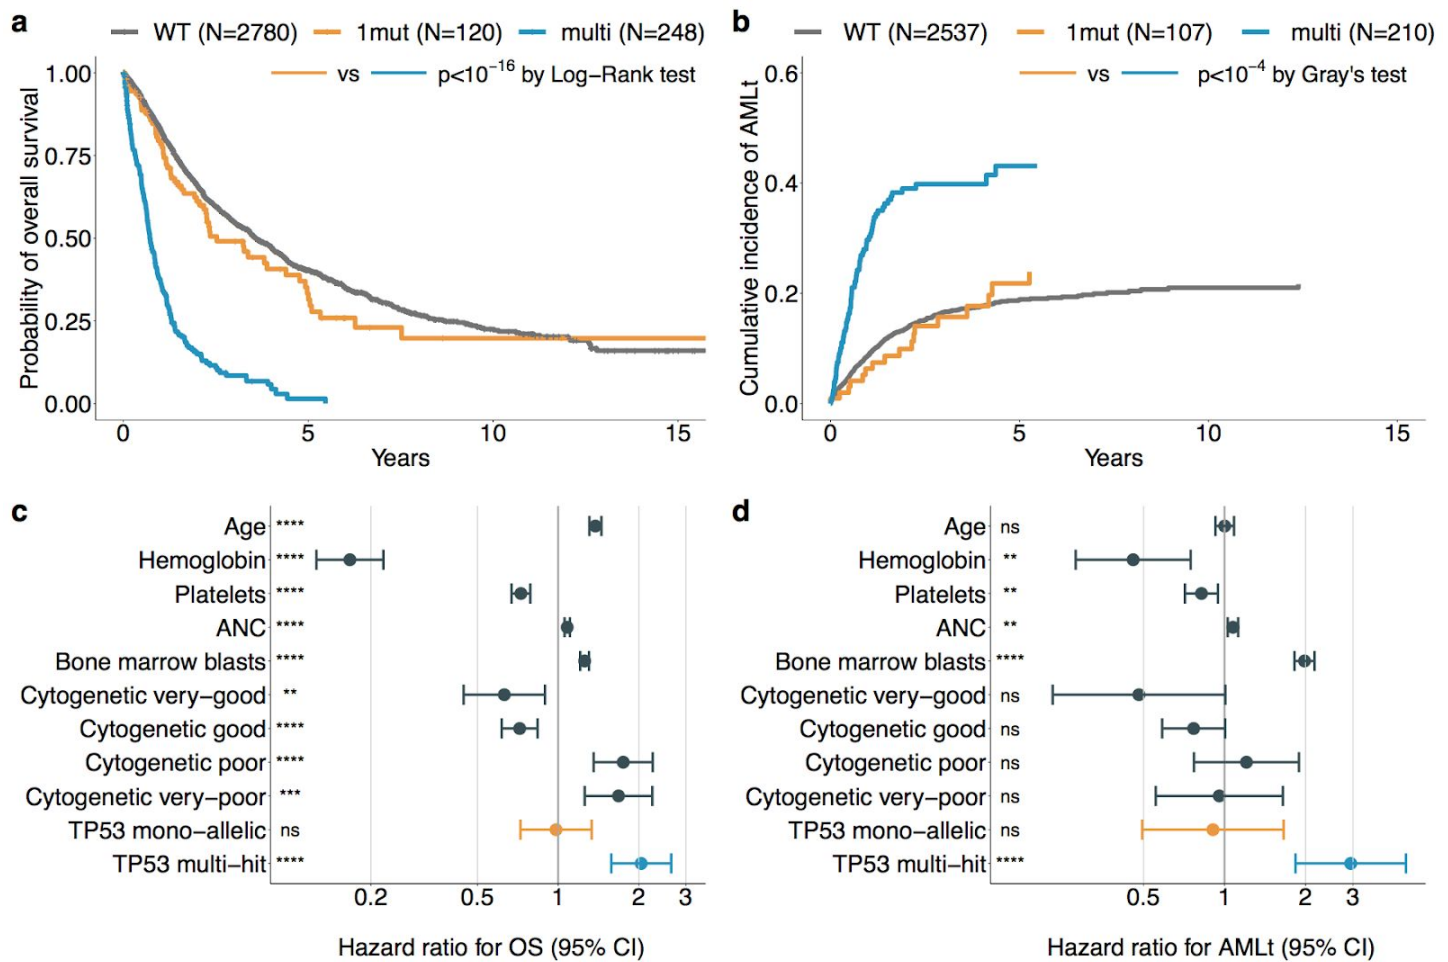 a
WT (N=2780) 1mut (N=120) multi (N=248)
vs p<10−16 by Log−Rank test
Probability of overall survival
1.00
0.75
0.50
0.25
0.00
0 5 10 15
Years
b
WT (N=2537) 1mut (N=107) multi (N=210)
vs p<10−4 by Gray's test
Cumulative incidence of AMLt
0.6
0.4
0.2
0.0
0 5 10 15
Years
c
Age ****
Hemoglobin ****
Platelets ****
ANC ****
Bone marrow blasts ****
Cytogenetic very−good **
Cytogenetic good ****
Cytogenetic poor ****
Cytogenetic very−poor ***
TP53 mono−allelic ns
TP53 multi−hit ****
0.2 0.5 1 2 3
Hazard ratio for OS (95% CI)
d
Age ns
Hemoglobin **
Platelets **
ANC **
Bone marrow blasts ****
Cytogenetic very−good ns
Cytogenetic good ns
Cytogenetic poor ns
Cytogenetic very−poor ns
TP53 mono−allelic ns
TP53 multi−hit ****
0.5 1 2 3
Hazard ratio for AMLt (95% CI)